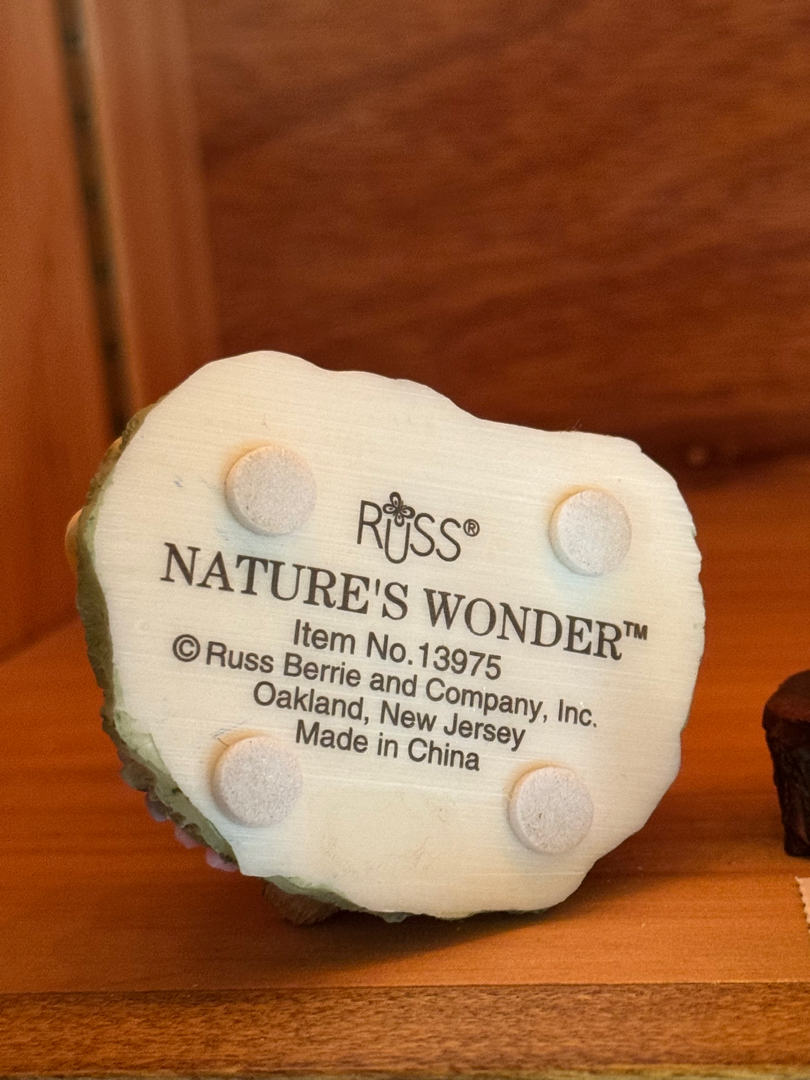 RUSS®
NATURE'S WONDER™
Item No.13975
©Russ Berrie and Company, Inc.
Oakland, New Jersey
Made in China